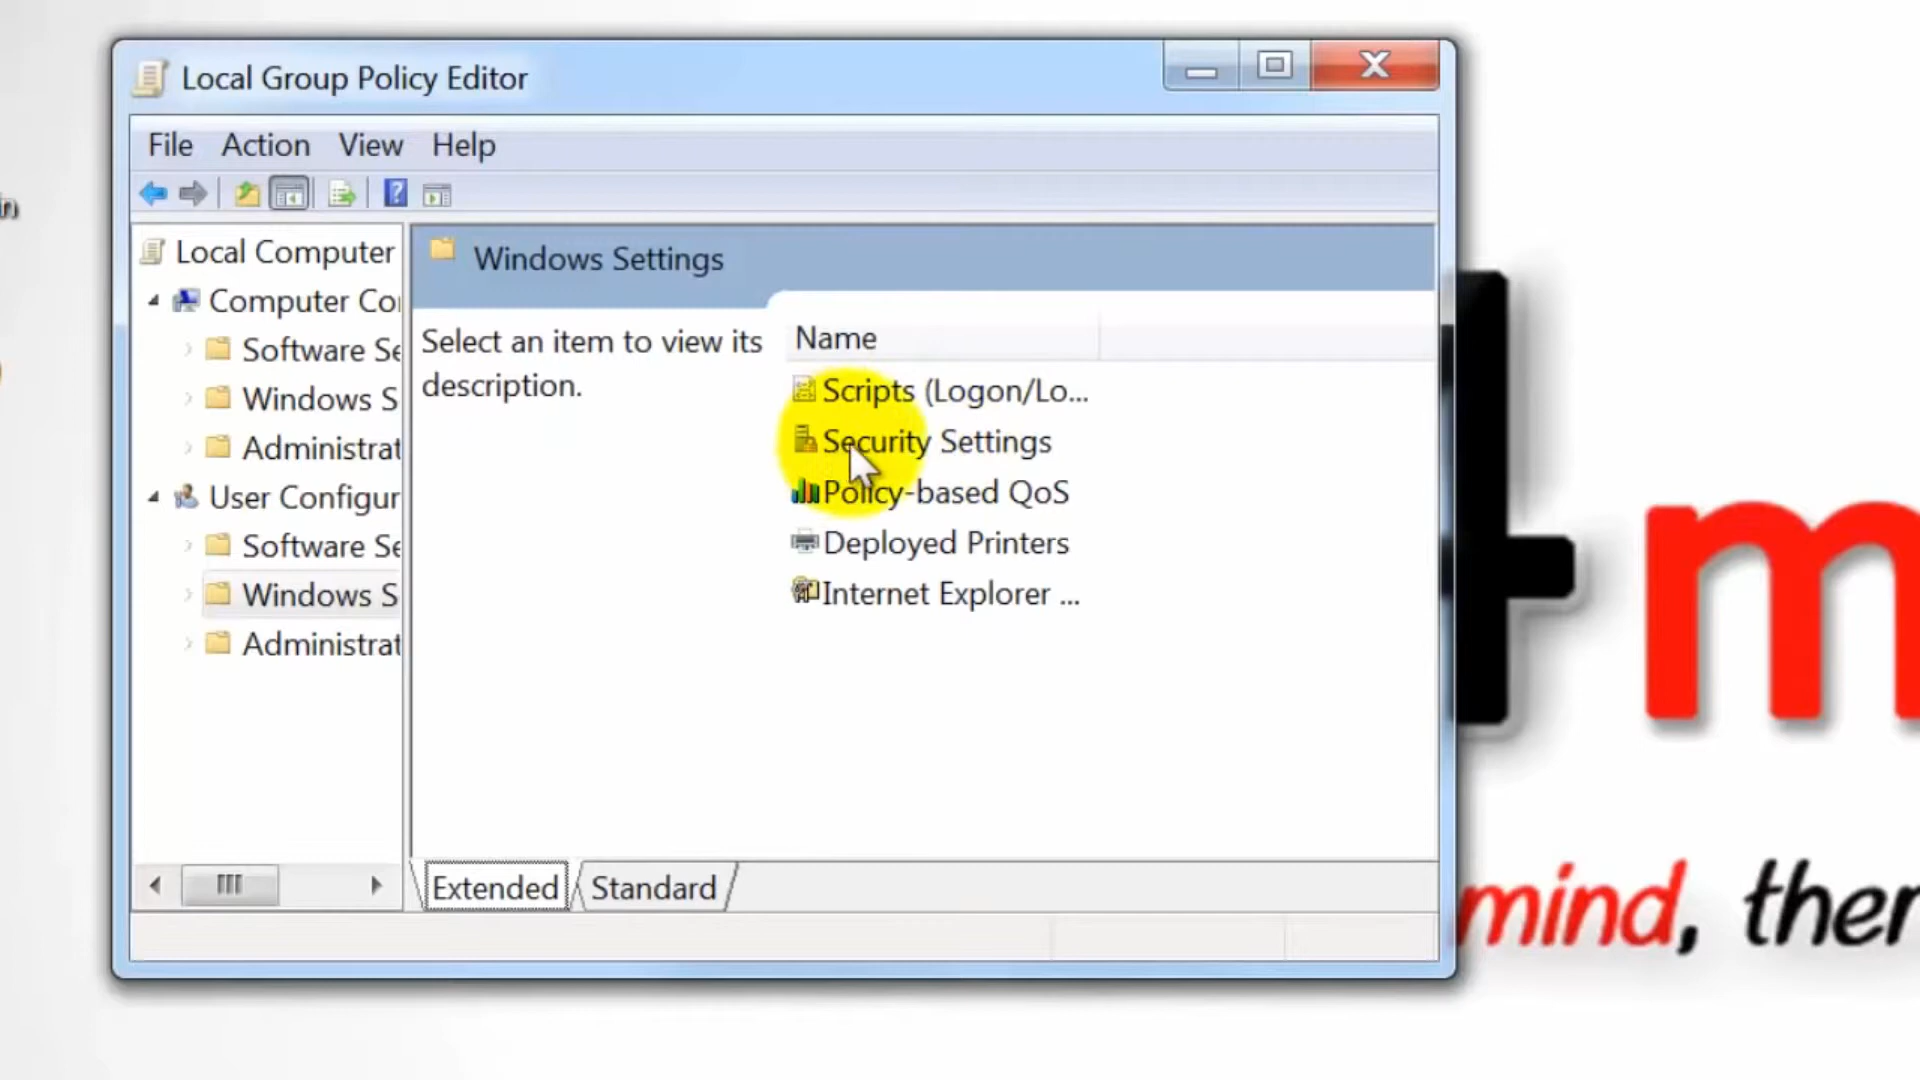 Local Group Policy Editor
File Action View Help
Local Computer
Computer Co
Software Se
Windows S
Administrat
User Configur
Software Se
Windows S
Administrat
Windows Settings
Select an item to view its
description.
Name
Scripts (Logon/Lo...
Security Settings
Policy-based QoS
Deployed Printers
Internet Explorer ...
Extended
Standard
in
m
mind, ther